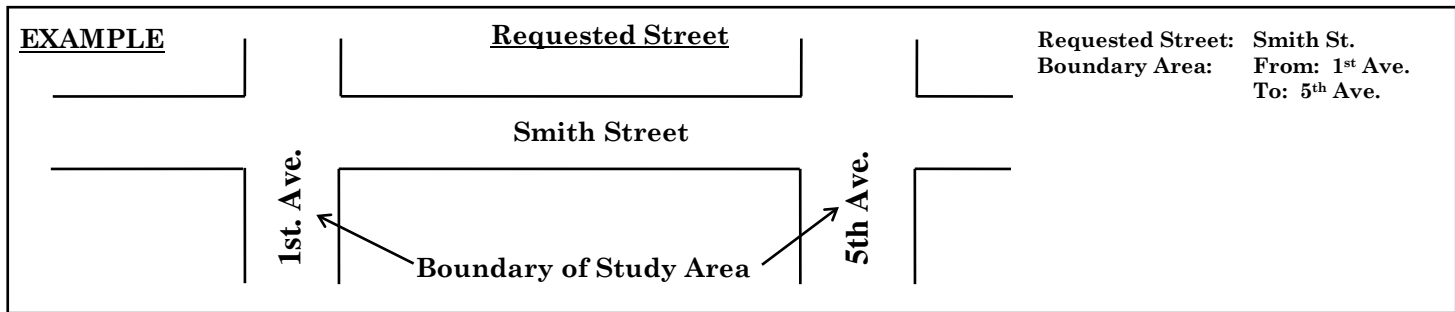 EXAMPLE
Requested Street
Requested Street: Smith St.
Boundary Area: From: 1st Ave.
To: 5th Ave.
Smith Street
1st. Ave.
5th Ave.
Boundary of Study Area